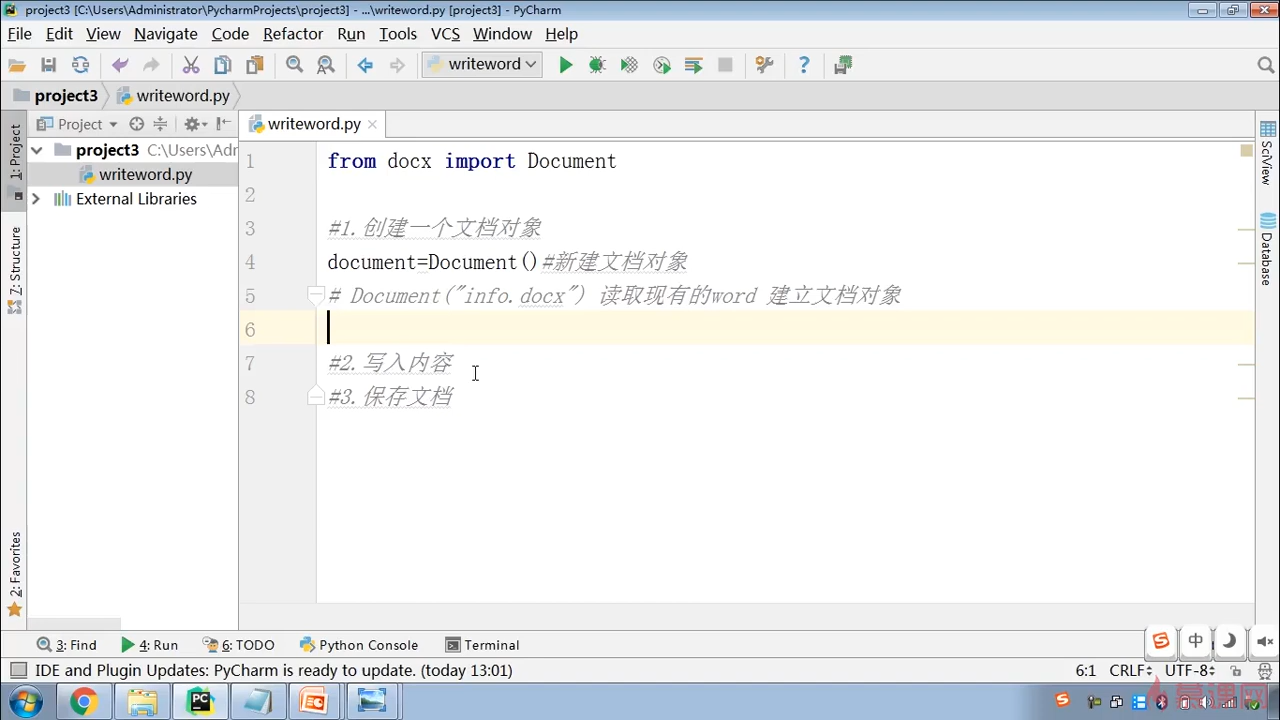 project3 [C:\Users\Administrator\PycharmProjects\project3] - ...\writeword.py [project3] - PyCharm
File Edit View Navigate Code Refactor Run Tools VCS Window Help
writeword
project3 writeword.py
Project
writeword.py
1: Project
project3 C:\Users\Adr
writeword.py
External Libraries
Z: Structure
2: Favorites
1 from docx import Document
2
3 #1.创建一个文档对象
4 document=Document()#新建文档对象
5 # Document("info.docx") 读取现有的word 建立文档对象
6
7 #2.写入内容
8 #3.保存文档
SciView
Database
3: Find 4: Run 6: TODO Python Console Terminal
中
IDE and Plugin Updates: PyCharm is ready to update. (today 13:01) 6:1 CRLF UTF-8
PC